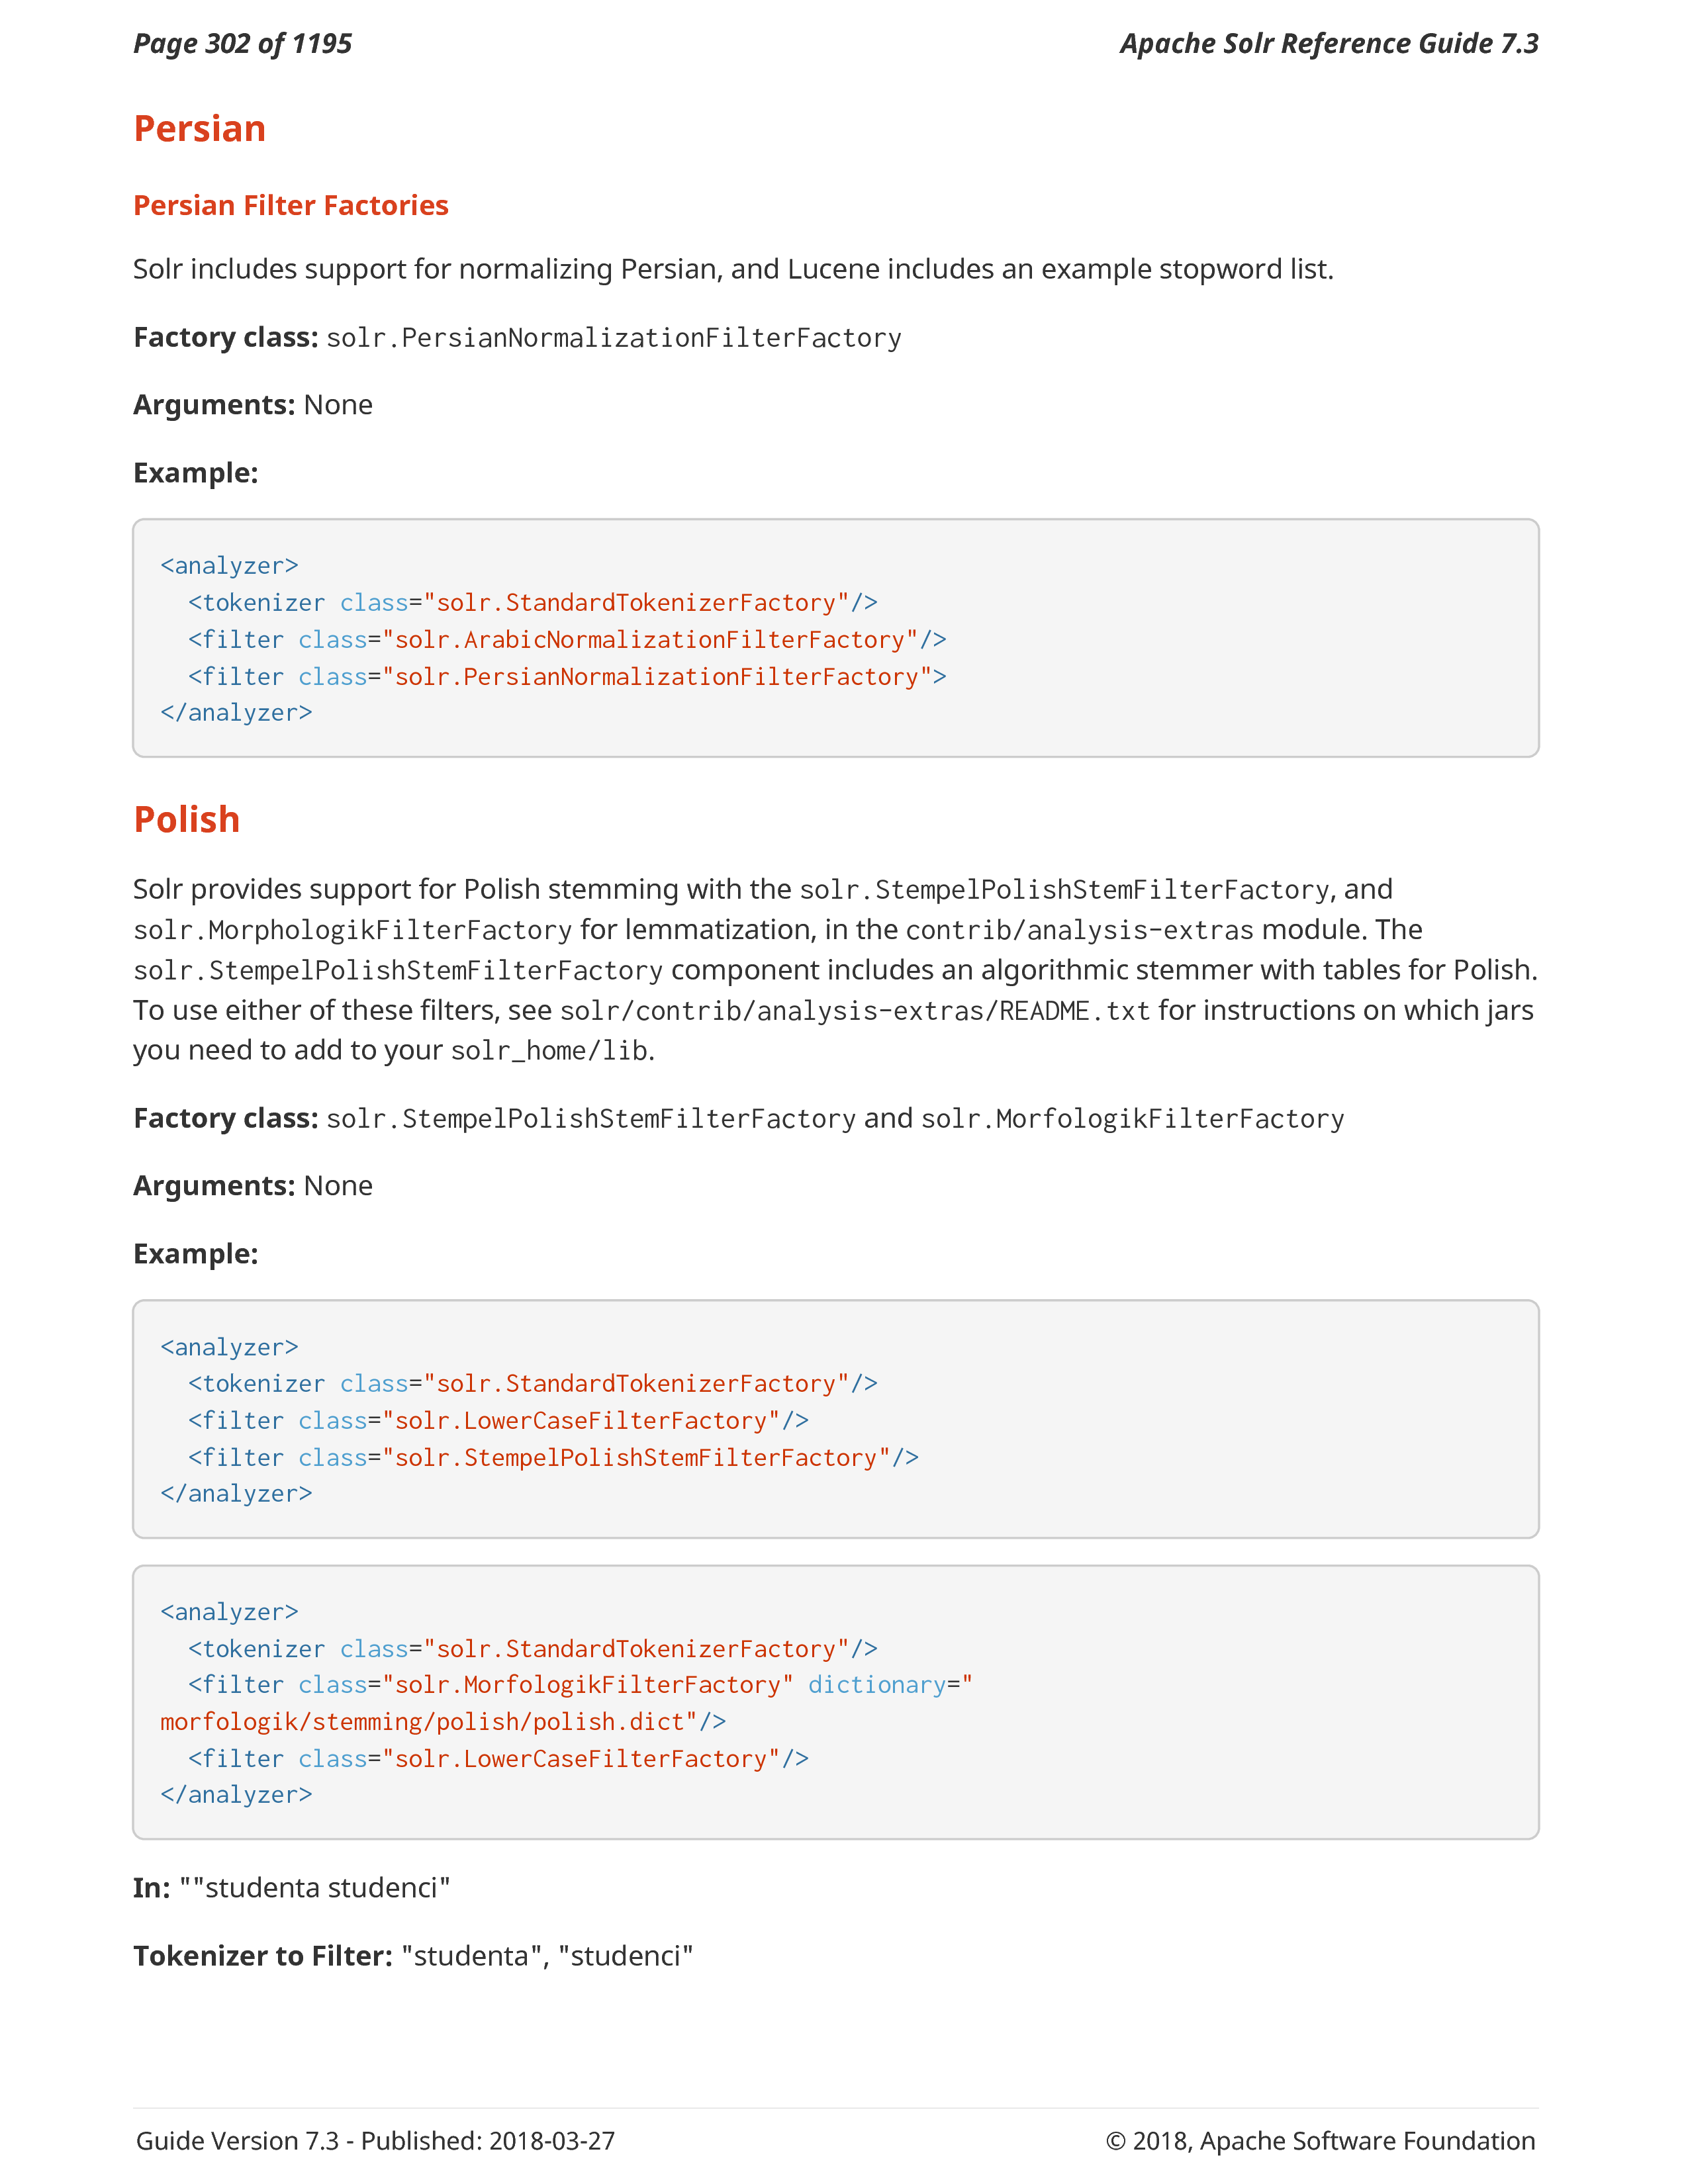 Page 302 of 1195
Apache Solr Reference Guide 7.3
Persian
Persian Filter Factories
Solr includes support for normalizing Persian, and Lucene includes an example stopword list.
Factory class: solr.PersianNormalizationFilterFactory
Arguments: None
Example:
<analyzer>
  <tokenizer class="solr.StandardTokenizerFactory"/>
  <filter class="solr.ArabicNormalizationFilterFactory"/>
  <filter class="solr.PersianNormalizationFilterFactory">
</analyzer>
Polish
Solr provides support for Polish stemming with the solr.StempelPolishStemFilterFactory, and
solr.MorphologikFilterFactory for lemmatization, in the contrib/analysis-extras module. The
solr.StempelPolishStemFilterFactory component includes an algorithmic stemmer with tables for Polish.
To use either of these filters, see solr/contrib/analysis-extras/README.txt for instructions on which jars
you need to add to your solr_home/lib.
Factory class: solr.StempelPolishStemFilterFactory and solr.MorfologikFilterFactory
Arguments: None
Example:
<analyzer>
  <tokenizer class="solr.StandardTokenizerFactory"/>
  <filter class="solr.LowerCaseFilterFactory"/>
  <filter class="solr.StempelPolishStemFilterFactory"/>
</analyzer>
<analyzer>
  <tokenizer class="solr.StandardTokenizerFactory"/>
  <filter class="solr.MorfologikFilterFactory" dictionary="
morfologik/stemming/polish/polish.dict"/>
  <filter class="solr.LowerCaseFilterFactory"/>
</analyzer>
In: ""studenta studenci"
Tokenizer to Filter: "studenta", "studenci"
Guide Version 7.3 - Published: 2018-03-27
© 2018, Apache Software Foundation